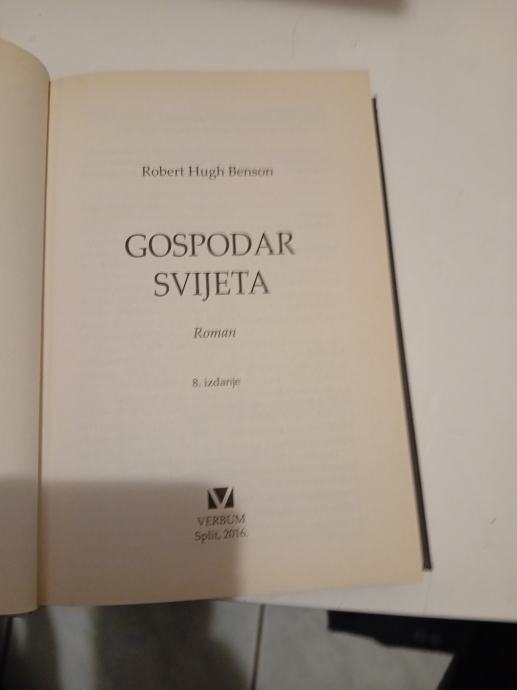 Robert Hugh Benson
GOSPODAR
SVIJETA
Roman
8. izdanje
VERBUM
Split, 2016.